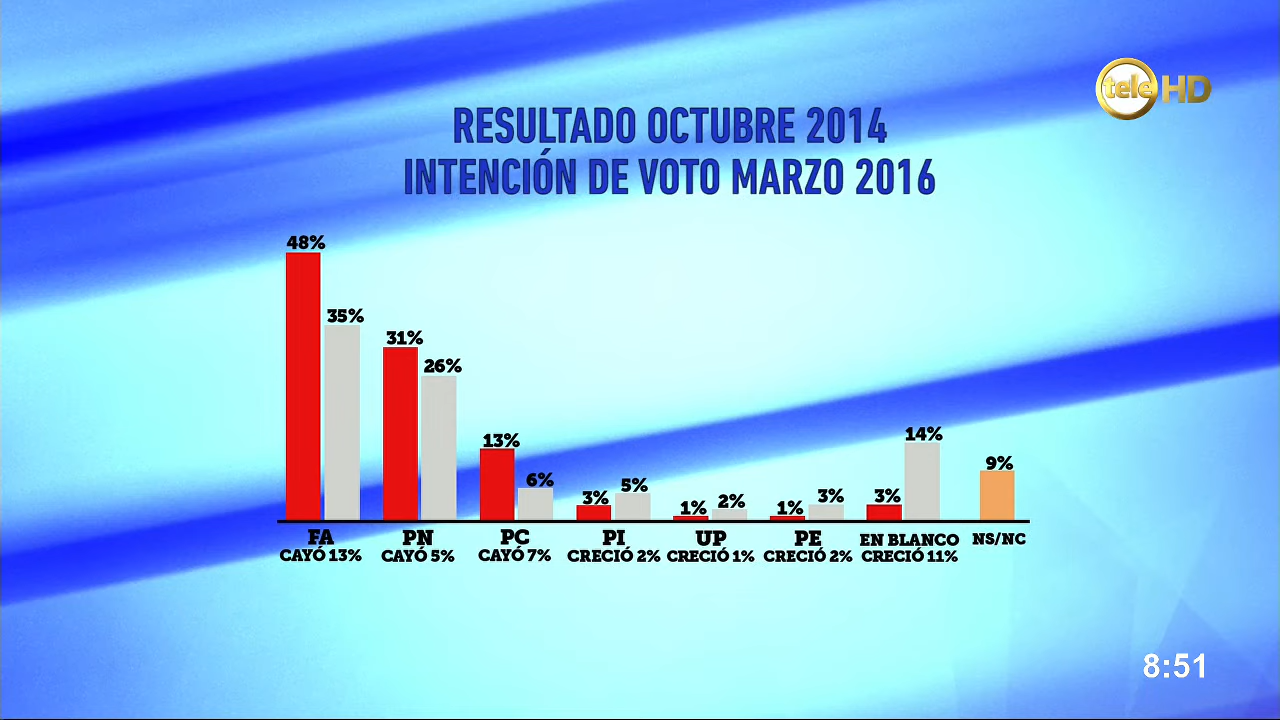 tele HD
RESULTADO OCTUBRE 2014
INTENCIÓN DE VOTO MARZO 2016
48%
35%
31%
26%
13%
6%
3%
5%
1%
2%
1%
3%
3%
14%
9%
FA
CAYÓ 13%
PN
CAYÓ 5%
PC
CAYÓ 7%
PI
CRECIÓ 2%
UP
CRECIÓ 1%
PE
CRECIÓ 2%
EN BLANCO
CRECIÓ 11%
NS/NC
8:51